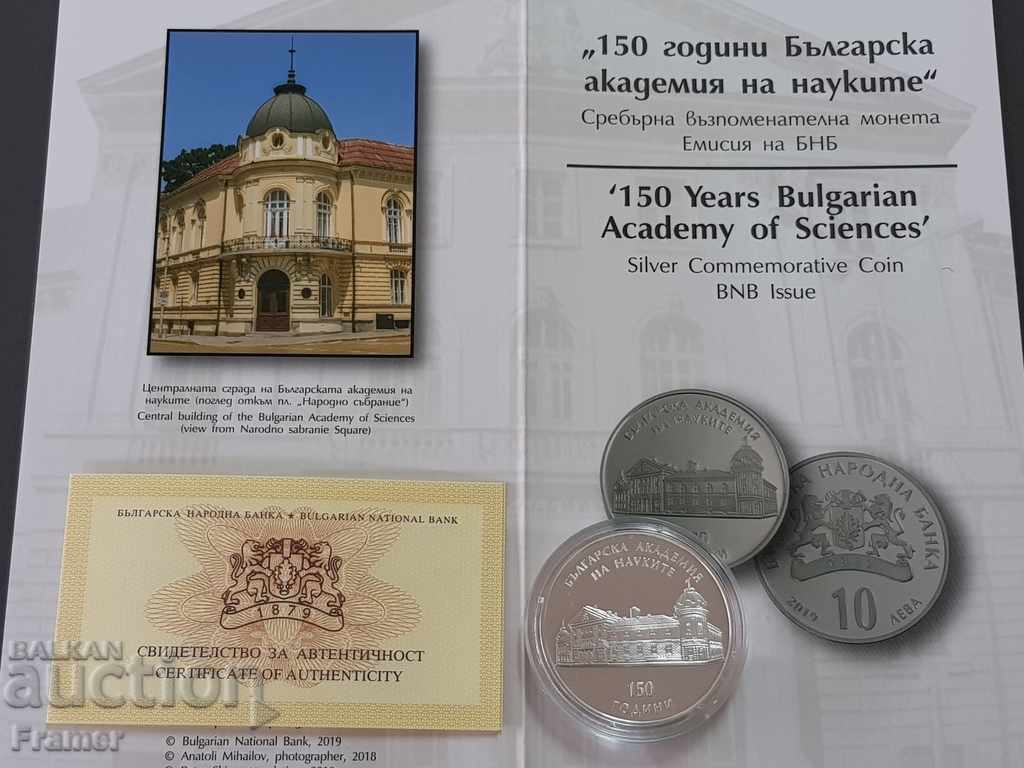 „150 години Българска
академия на науките“
Сребърна възпоменателна монета
Емисия на БНБ
‘150 Years Bulgarian
Academy of Sciences’
Silver Commemorative Coin
BNB Issue
Централната сграда на Българската академия на
науките (поглед откъм пл. „Народно събрание“)
Central building of the Bulgarian Academy of Sciences
(view from Narodno sabranie Square)
БЪЛГАРСКА НАРОДНА БАНКА ★ BULGARIAN NATIONAL BANK
1879
СВИДЕТЕЛСТВО ЗА АВТЕНТИЧНОСТ
CERTIFICATE OF AUTHENTICITY
БЪЛГАРСКА АКАДЕМИЯ
НА НАУКИТЕ
НАРОДНА БАНКА
2019
10
ЛЕВА
БЪЛГАРСКА АКАДЕМИЯ
НА НАУКИТЕ
150
ГОДИНИ
BALKAN
auction
Framer
© Bulgarian National Bank, 2019
© Anatoli Mihailov, photographer, 2018